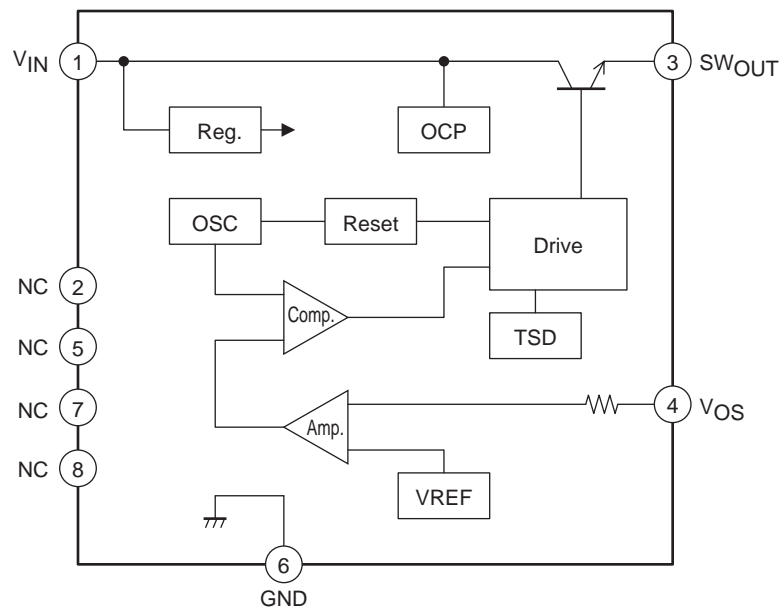 VIN 1
3 SWOUT
Reg.
OCP
OSC
Reset
Drive
NC 2
Comp.
NC 5
TSD
NC 7
Amp.
4 VOS
NC 8
VREF
6
GND